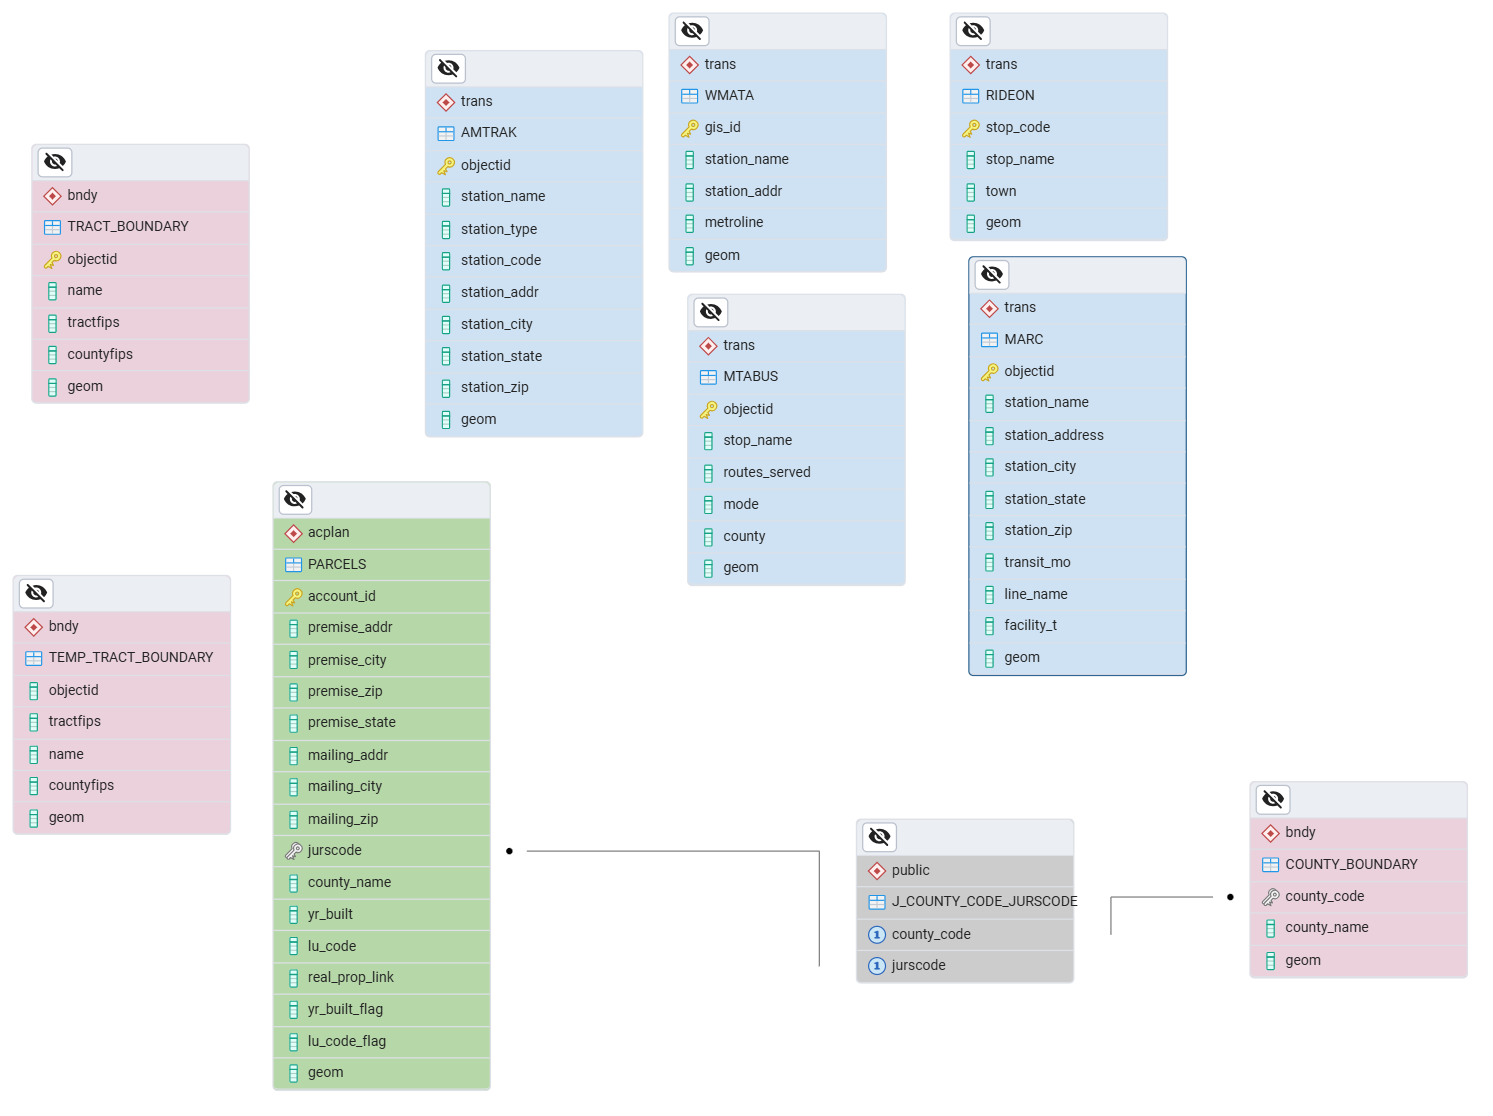 bndy
TRACT_BOUNDARY
objectid
name
tractfips
countyfips
geom
trans
AMTRAK
objectid
station_name
station_type
station_code
station_addr
station_city
station_state
station_zip
geom
trans
WMATA
gis_id
station_name
station_addr
metroline
geom
trans
RIDEON
stop_code
stop_name
town
geom
trans
MTABUS
objectid
stop_name
routes_served
mode
county
geom
trans
MARC
objectid
station_name
station_address
station_city
station_state
station_zip
transit_mo
line_name
facility_t
geom
bndy
TEMP_TRACT_BOUNDARY
objectid
tractfips
name
countyfips
geom
acplan
PARCELS
account_id
premise_addr
premise_city
premise_zip
premise_state
mailing_addr
mailing_city
mailing_zip
jurscode
county_name
yr_built
lu_code
real_prop_link
yr_built_flag
lu_code_flag
geom
public
J_COUNTY_CODE_JURSCODE
1 county_code
1 jurscode
bndy
COUNTY_BOUNDARY
county_code
county_name
geom